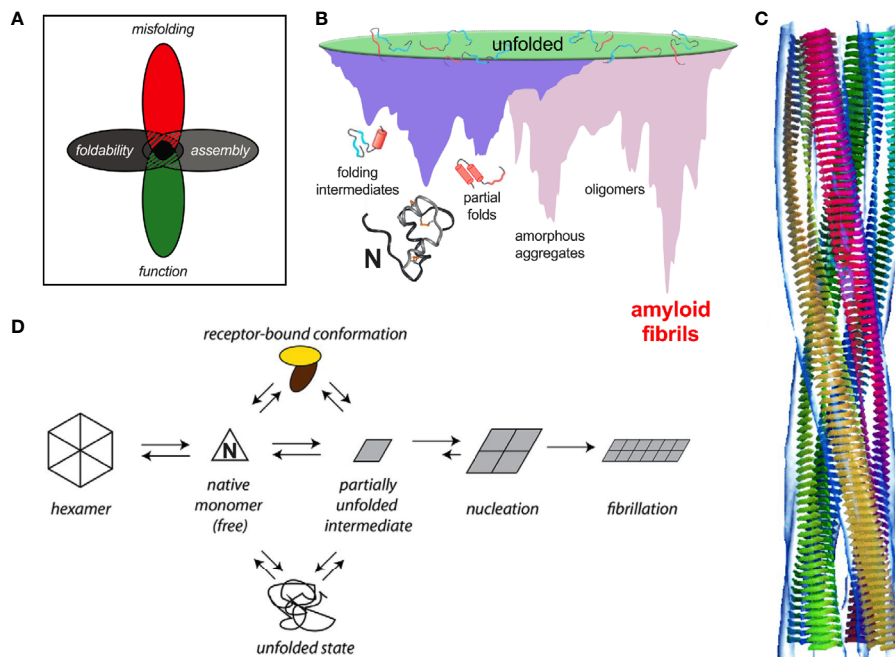 A
misfolding
foldability
assembly
function
B
unfolded
folding
intermediates
partial
folds
N
amorphous
aggregates
oligomers
amyloid
fibrils
C
D
receptor-bound conformation
N
hexamer
native
monomer
(free)
partially
unfolded
intermediate
nucleation
fibrillation
unfolded state